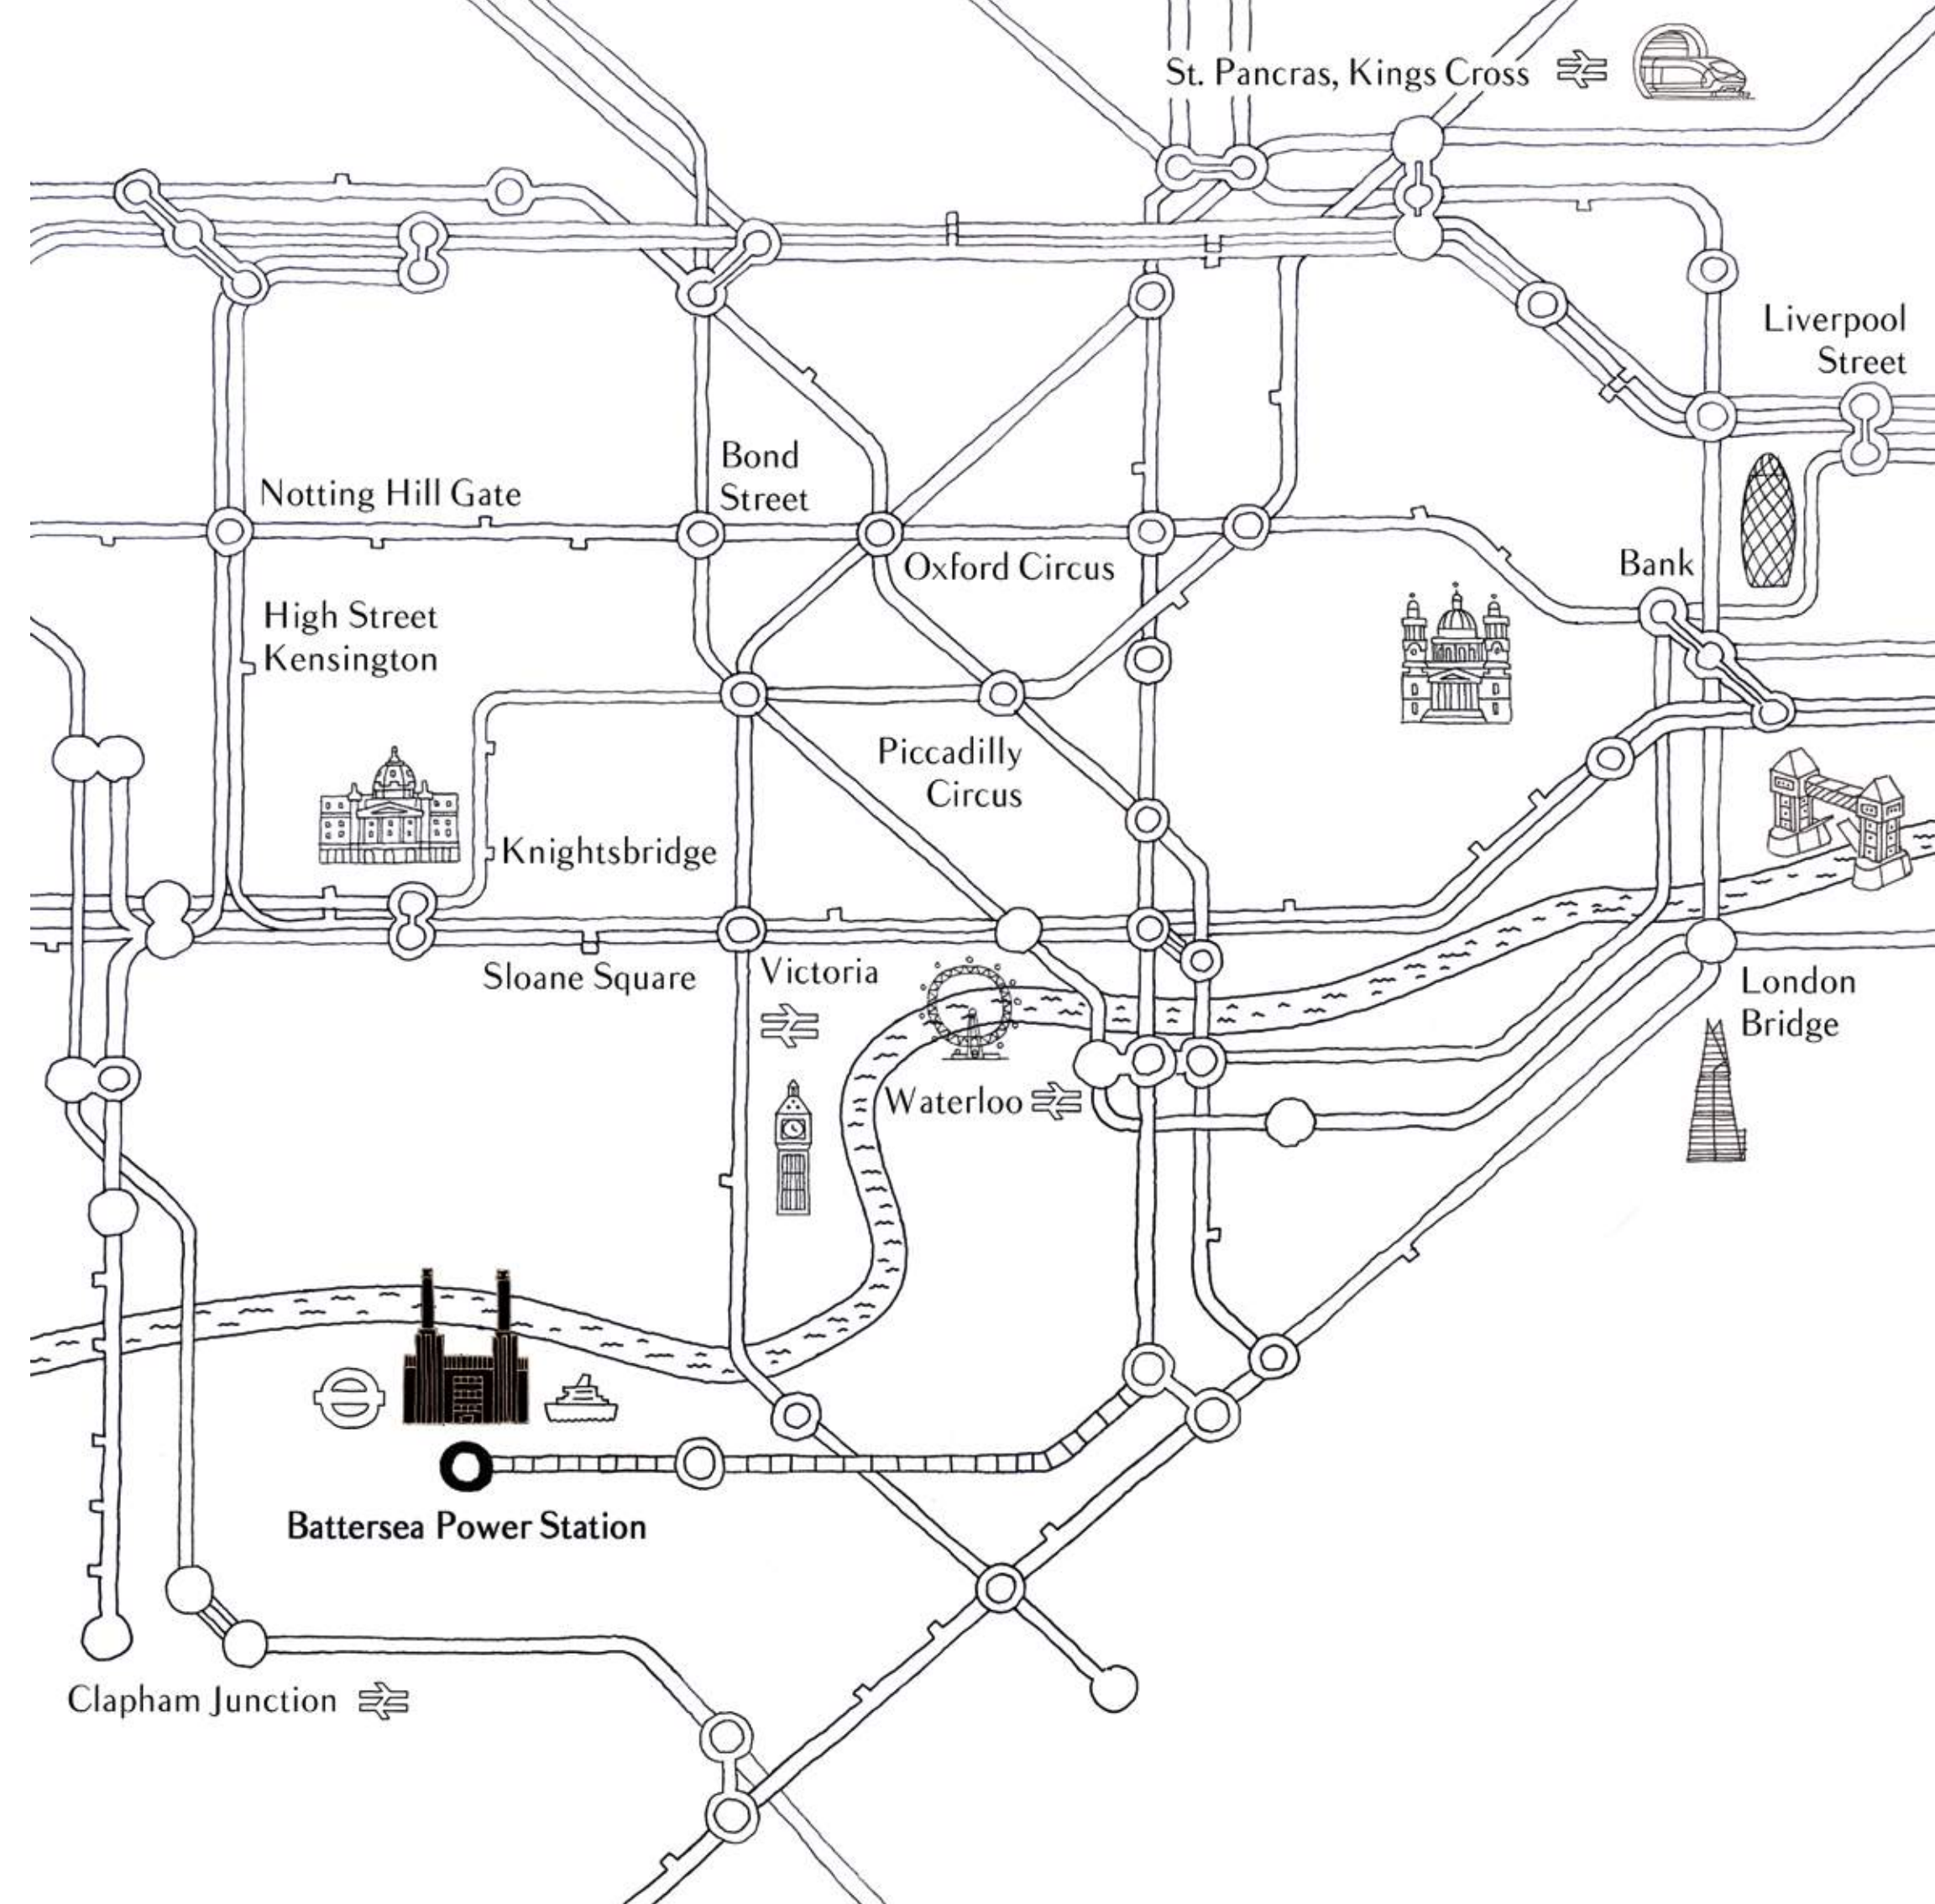 St. Pancras, Kings Cross
Liverpool
Street
Bond
Street
Notting Hill Gate
Oxford Circus
Bank
High Street
Kensington
Piccadilly
Circus
Knightsbridge
Sloane Square
Victoria
London
Bridge
Waterloo
Battersea Power Station
Clapham Junction